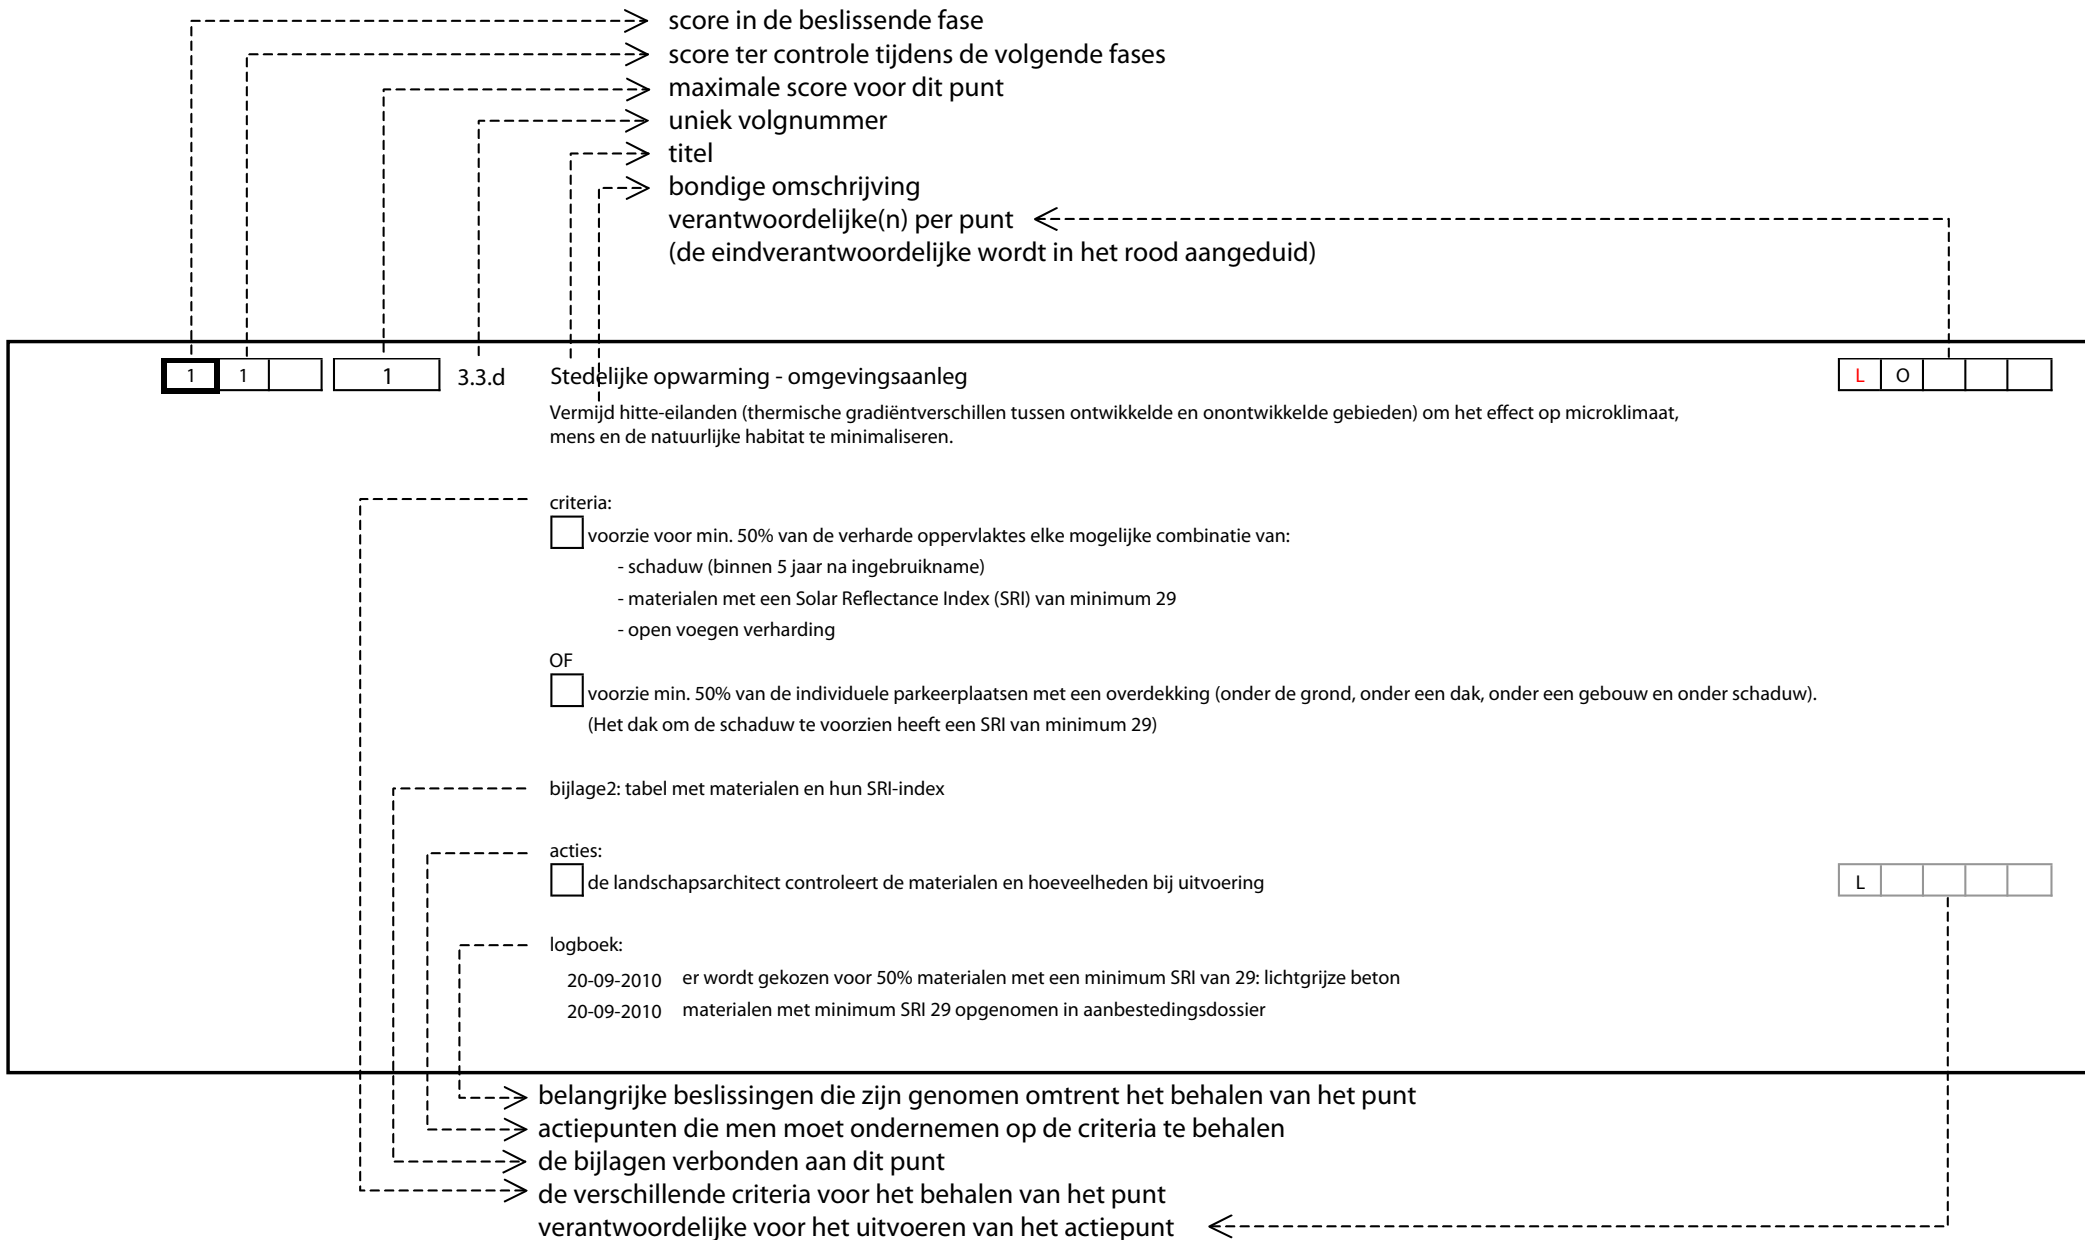 score in de beslissende fase
score ter controle tijdens de volgende fases
maximale score voor dit punt
uniek volgnummer
titel
bondige omschrijving
verantwoordelijke(n) per punt
(de eindverantwoordelijke wordt in het rood aangeduid)
1 1 1 3.3.d Stedelijke opwarming - omgevingsaanleg L O
Vermijd hitte-eilanden (thermische gradiëntverschillen tussen ontwikkelde en onontwikkelde gebieden) om het effect op microklimaat,
mens en de natuurlijke habitat te minimaliseren.
criteria:
voorzie voor min. 50% van de verharde oppervlaktes elke mogelijke combinatie van:
- schaduw (binnen 5 jaar na ingebruikname)
- materialen met een Solar Reflectance Index (SRI) van minimum 29
- open voegen verharding
OF
voorzie min. 50% van de individuele parkeerplaatsen met een overdekking (onder de grond, onder een dak, onder een gebouw en onder schaduw).
(Het dak om de schaduw te voorzien heeft een SRI van minimum 29)
bijlage2: tabel met materialen en hun SRI-index
acties:
de landschapsarchitect controleert de materialen en hoeveelheden bij uitvoering L
logboek:
20-09-2010 er wordt gekozen voor 50% materialen met een minimum SRI van 29: lichtgrijze beton
20-09-2010 materialen met minimum SRI 29 opgenomen in aanbestedingsdossier
belangrijke beslissingen die zijn genomen omtrent het behalen van het punt
actiepunten die men moet ondernemen op de criteria te behalen
de bijlagen verbonden aan dit punt
de verschillende criteria voor het behalen van het punt
verantwoordelijke voor het uitvoeren van het actiepunt